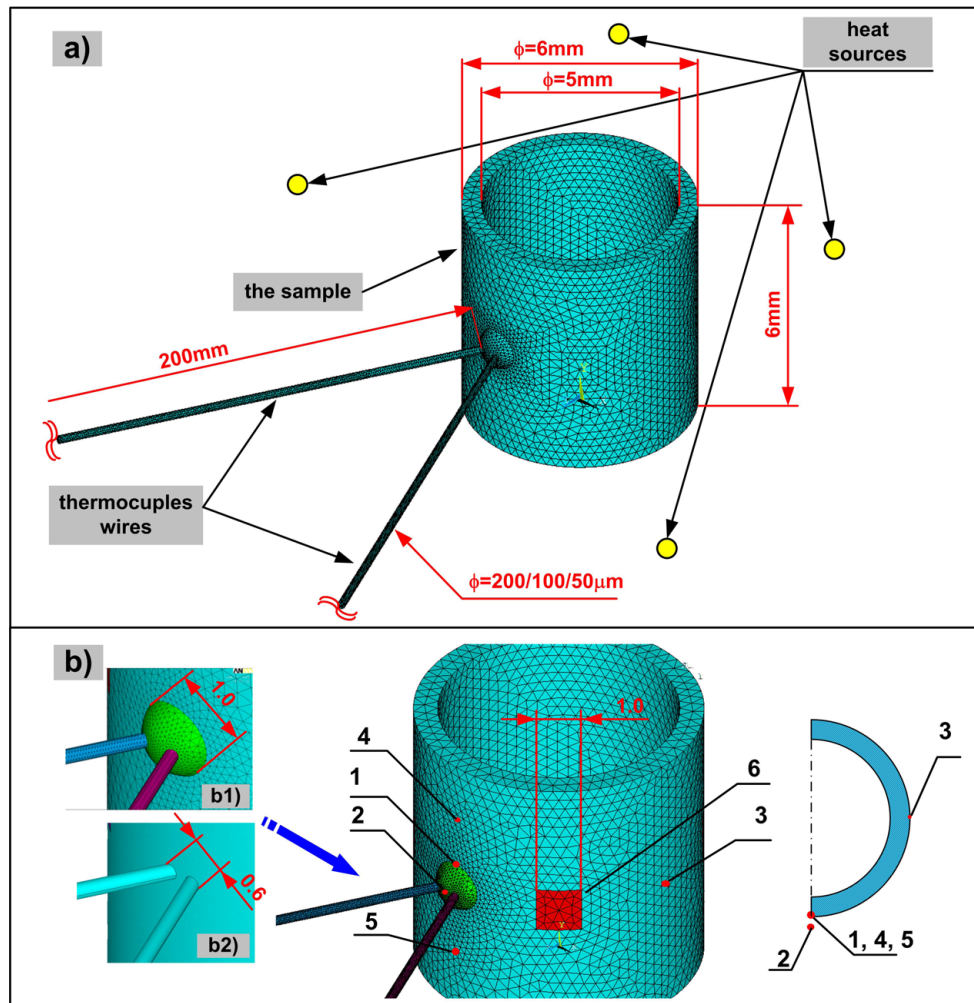 a)
ϕ=6mm
ϕ=5mm
heat
sources
the sample
200mm
6mm
thermocuples
wires
ϕ=200/100/50μm
b)
1.0
b1)
0.6
b2)
4
1
2
5
1.0
6
3
3
1, 4, 5
2